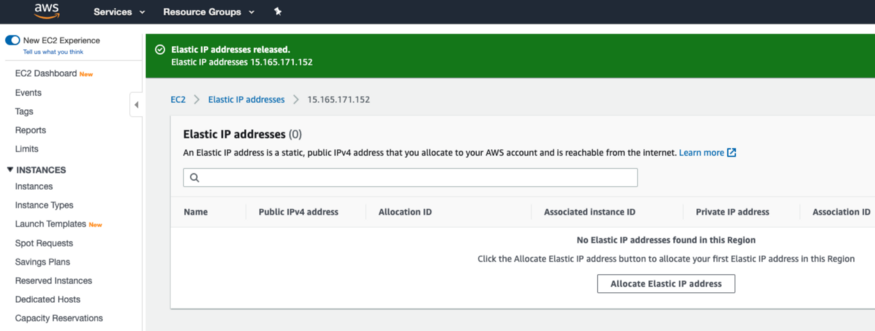 aws
Services
Resource Groups
New EC2 Experience
Tell us what you think
EC2 Dashboard New
Events
Tags
Reports
Limits
INSTANCES
Instances
Instance Types
Launch Templates New
Spot Requests
Savings Plans
Reserved Instances
Dedicated Hosts
Capacity Reservations
Elastic IP addresses released.
Elastic IP addresses 15.165.171.152
EC2 > Elastic IP addresses > 15.165.171.152
Elastic IP addresses (0)
An Elastic IP address is a static, public IPv4 address that you allocate to your AWS account and is reachable from the internet. Learn more
Name Public IPv4 address Allocation ID Associated instance ID Private IP address Association ID
No Elastic IP addresses found in this Region
Click the Allocate Elastic IP address button to allocate your first Elastic IP address in this Region
Allocate Elastic IP address